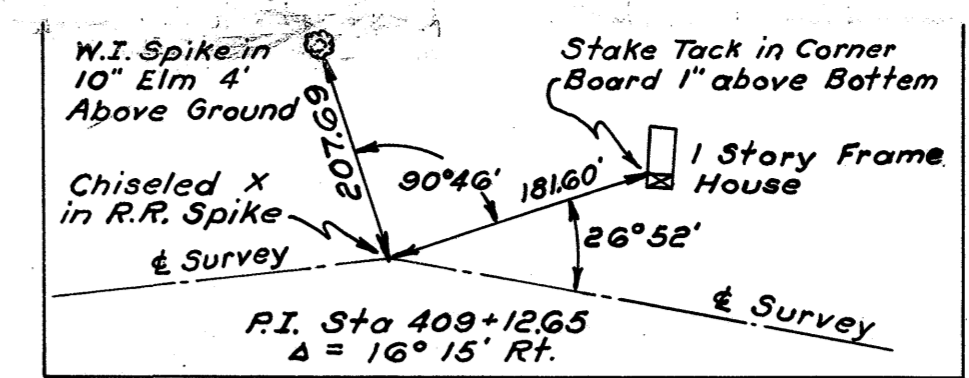 W.I. Spike in
10" Elm 4'
Above Ground
Stake Tack in Corner
Board 1" above Bottem
207.69
90°46'
181.60'
1 Story Frame
House
Chiseled X
in R.R. Spike
26°52'
℄ Survey
℄ Survey
P.I. Sta 409+12.65
Δ = 16° 15' Rt.